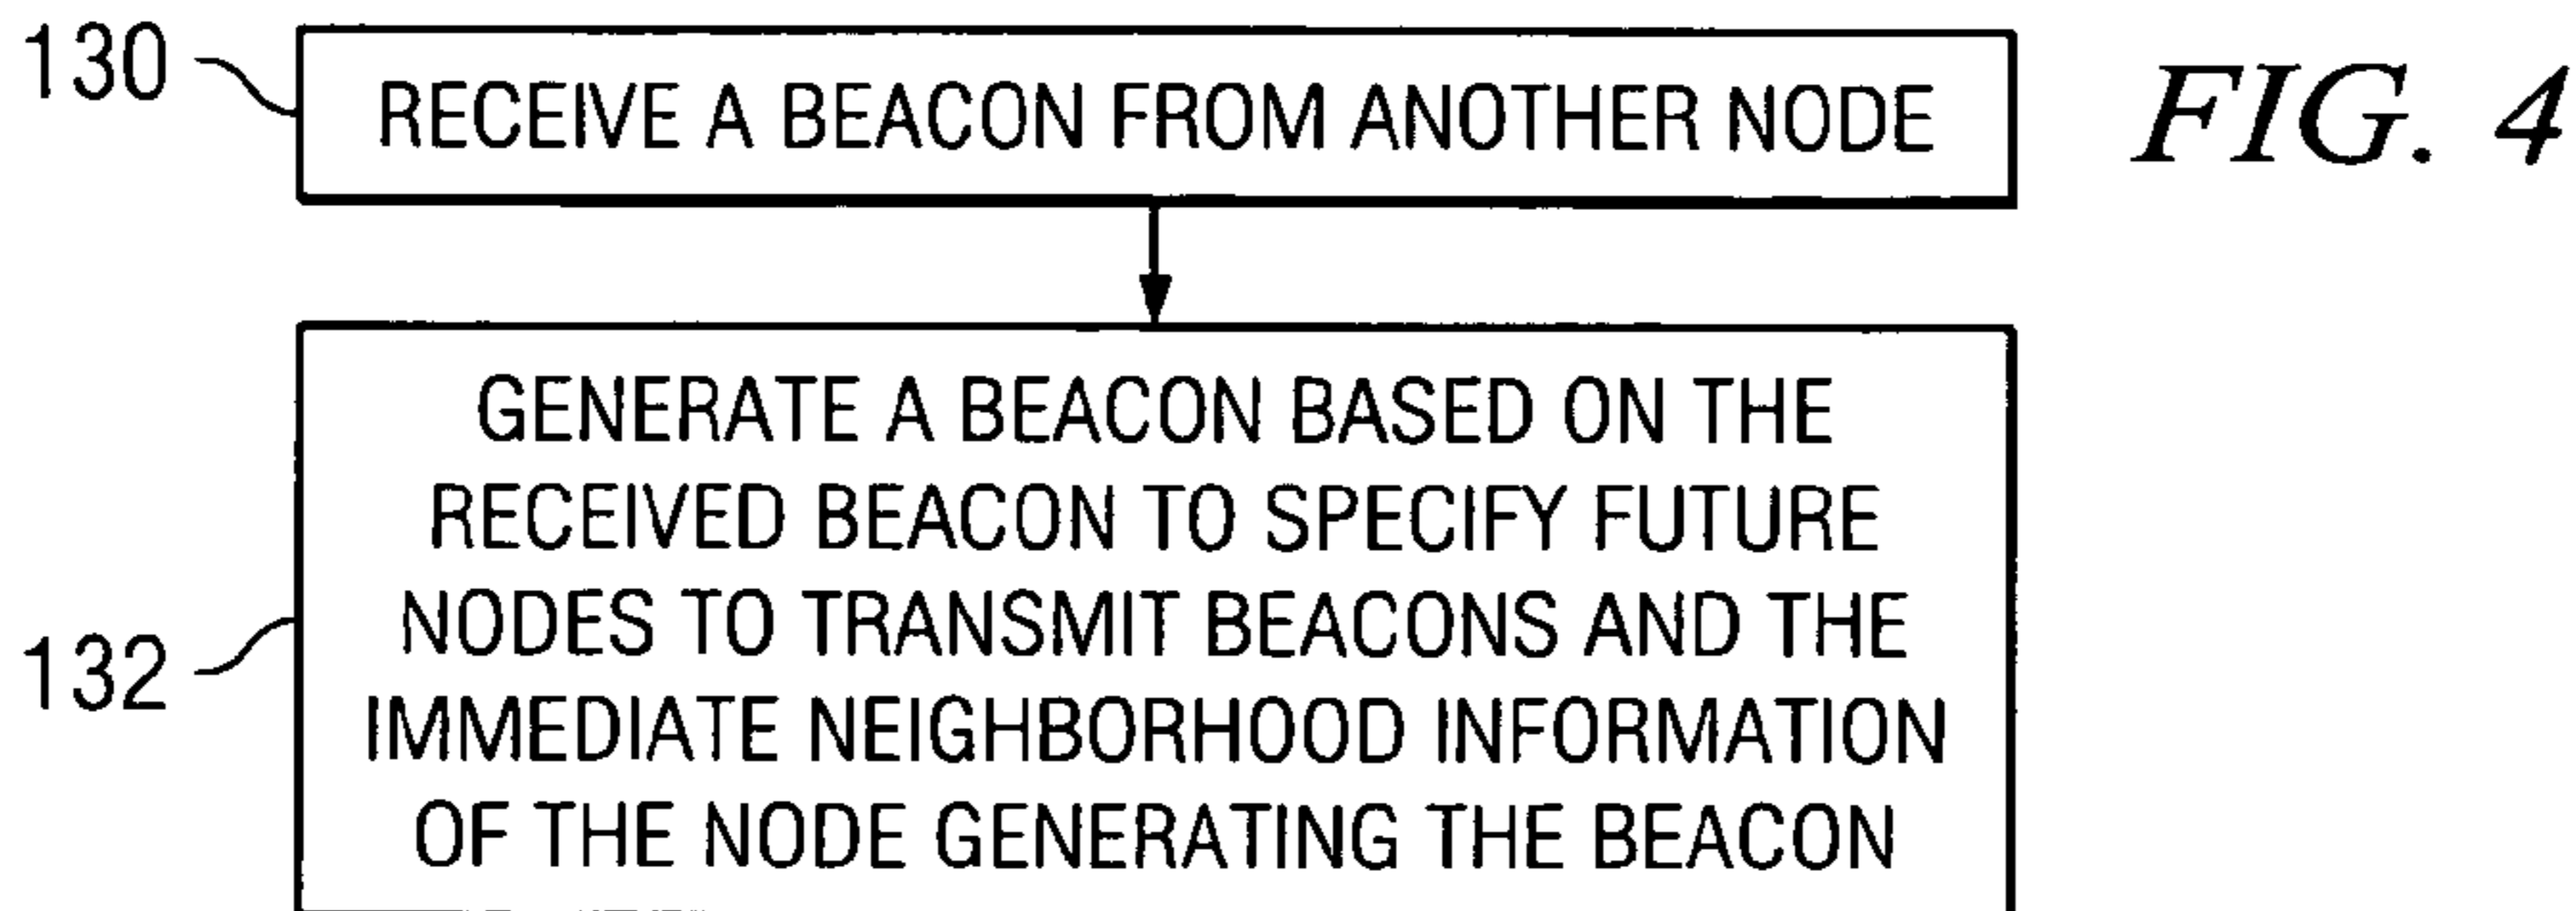 130
RECEIVE A BEACON FROM ANOTHER NODE
FIG. 4
GENERATE A BEACON BASED ON THE
RECEIVED BEACON TO SPECIFY FUTURE
NODES TO TRANSMIT BEACONS AND THE
132
IMMEDIATE NEIGHBORHOOD INFORMATION
OF THE NODE GENERATING THE BEACON